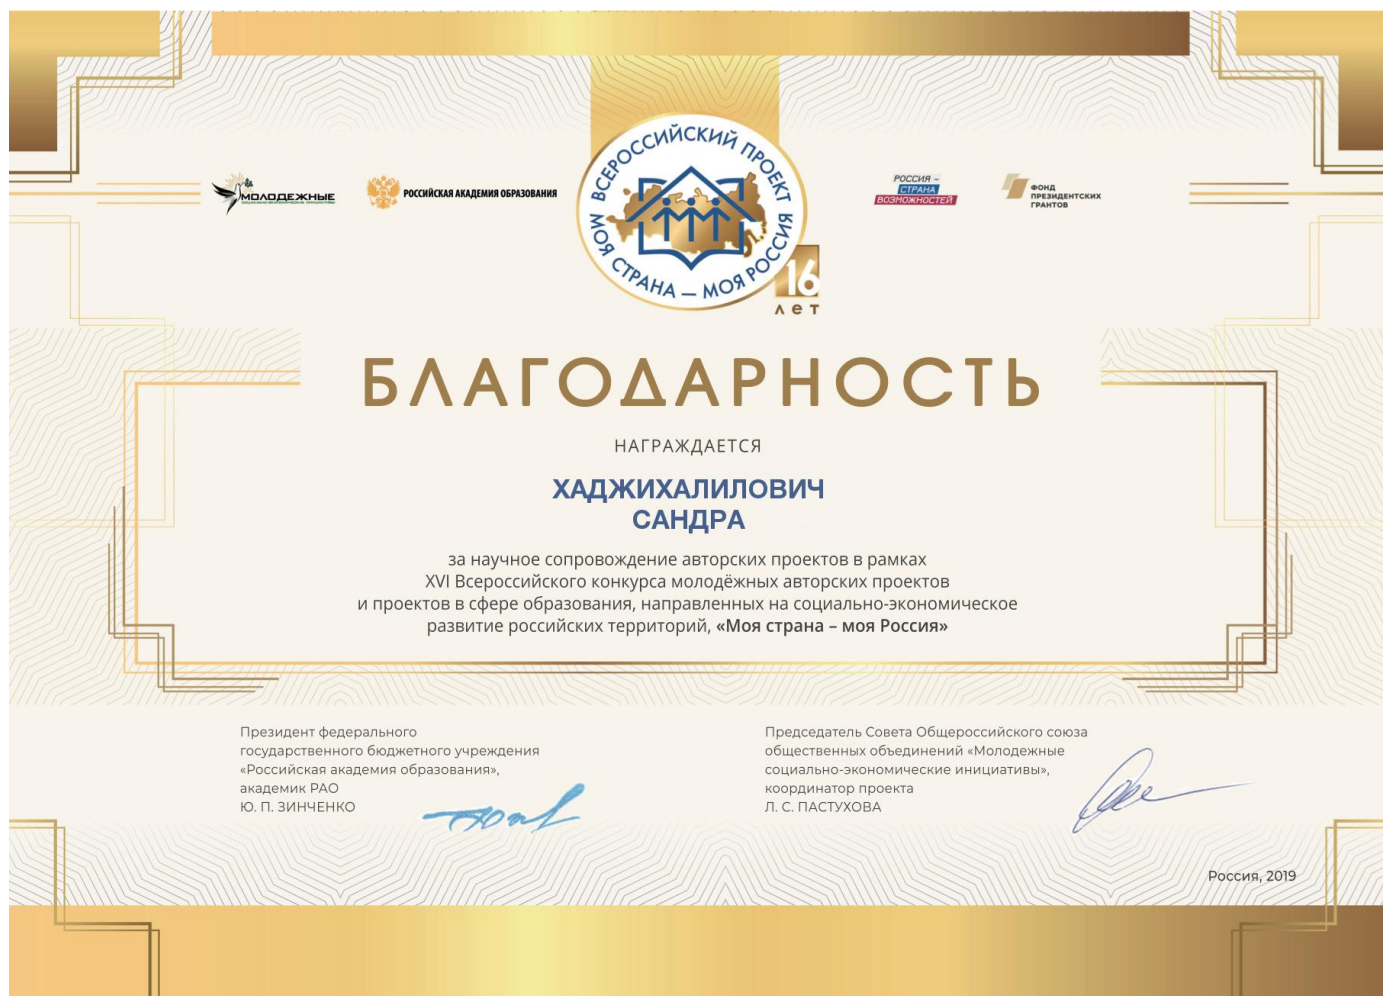 МОЛОДЕЖНЫЕ
РОССИЙСКАЯ АКАДЕМИЯ ОБРАЗОВАНИЯ
ВСЕРОССИЙСКИЙ ПРОЕКТ
МОЯ СТРАНА — МОЯ РОССИЯ
16
лет
РОССИЯ –
СТРАНА
ВОЗМОЖНОСТЕЙ
ФОНД
ПРЕЗИДЕНТСКИХ
ГРАНТОВ
БЛАГОДАРНОСТЬ
НАГРАЖДАЕТСЯ
ХАДЖИХАЛИЛОВИЧ
САНДРА
за научное сопровождение авторских проектов в рамках
XVI Всероссийского конкурса молодёжных авторских проектов
и проектов в сфере образования, направленных на социально-экономическое
развитие российских территорий, «Моя страна – моя Россия»
Президент федерального
государственного бюджетного учреждения
«Российская академия образования»,
академик РАО
Ю. П. ЗИНЧЕНКО
Председатель Совета Общероссийского союза
общественных объединений «Молодежные
социально-экономические инициативы»,
координатор проекта
Л. С. ПАСТУХОВА
Россия, 2019